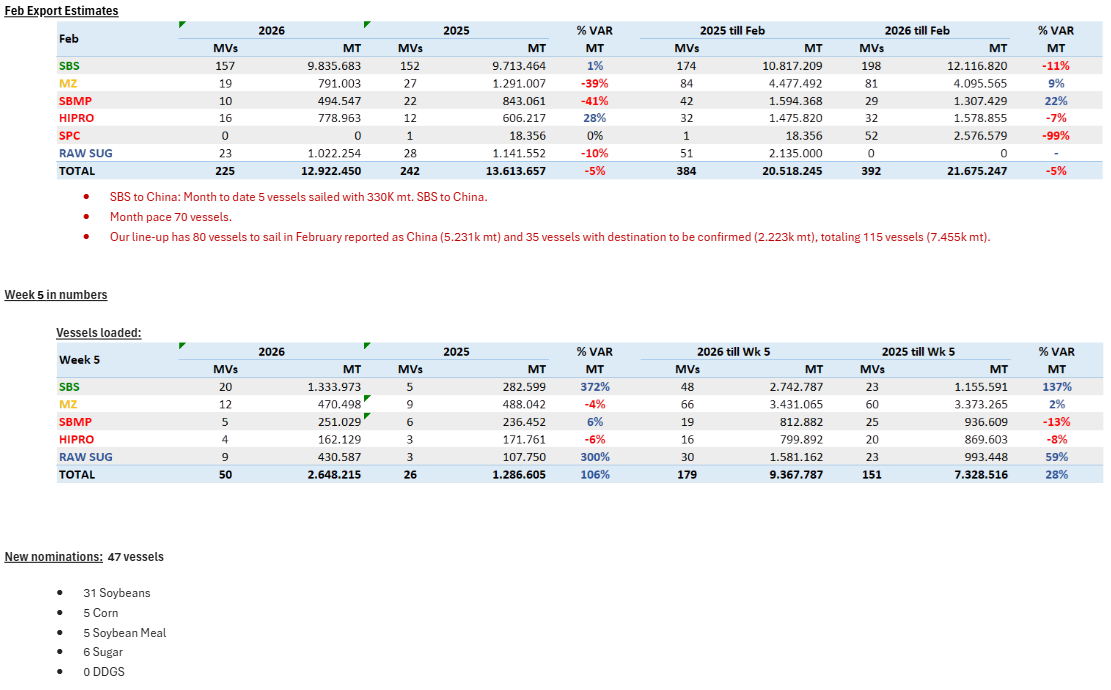 Feb Export Estimates
Feb 2026 2025 % VAR 2025 till Feb 2026 till Feb % VAR
MVs MT MVs MT MT MVs MT MVs MT MT
SBS 157 9.835.683 152 9.713.464 1% 174 10.817.209 198 12.116.820 -11%
MZ 19 791.003 27 1.291.007 -39% 84 4.477.492 81 4.095.565 9%
SBMP 10 494.547 22 843.061 -41% 42 1.594.368 29 1.307.429 22%
HIPRO 16 778.963 12 606.217 28% 32 1.475.820 32 1.578.855 -7%
SPC 0 0 1 18.356 0% 1 18.356 52 2.576.579 -99%
RAW SUG 23 1.022.254 28 1.141.552 -10% 51 2.135.000 0 0 -
TOTAL 225 12.922.450 242 13.613.657 -5% 384 20.518.245 392 21.675.247 -5%
• SBS to China: Month to date 5 vessels sailed with 330K mt. SBS to China.
• Month pace 70 vessels.
• Our line-up has 80 vessels to sail in February reported as China (5.231k mt) and 35 vessels with destination to be confirmed (2.223k mt), totaling 115 vessels (7.455k mt).
Week 5 in numbers
Vessels loaded:
Week 5 2026 2025 % VAR 2026 till Wk 5 2025 till Wk 5 % VAR
MVs MT MVs MT MT MVs MT MVs MT MT
SBS 20 1.333.973 5 282.599 372% 48 2.742.787 23 1.155.591 137%
MZ 12 470.498 9 488.042 -4% 66 3.431.065 60 3.373.265 2%
SBMP 5 251.029 6 236.452 6% 19 812.882 25 936.609 -13%
HIPRO 4 162.129 3 171.761 -6% 16 799.892 20 869.603 -8%
RAW SUG 9 430.587 3 107.750 300% 30 1.581.162 23 993.448 59%
TOTAL 50 2.648.215 26 1.286.605 106% 179 9.367.787 151 7.328.516 28%
New nominations: 47 vessels
• 31 Soybeans
• 5 Corn
• 5 Soybean Meal
• 6 Sugar
• 0 DDGS